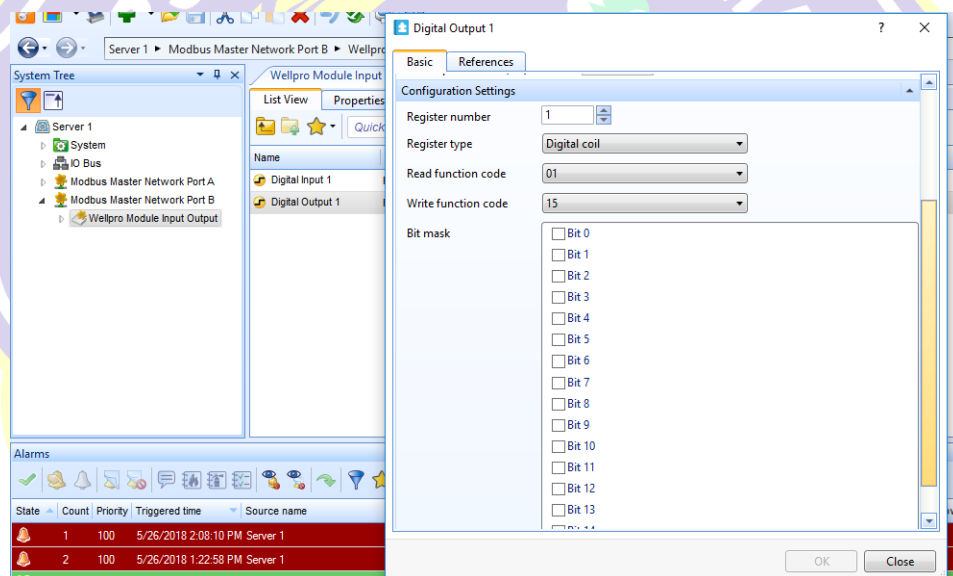 Digital Output 1
?
Server 1 ▸ Modbus Master Network Port B ▸ Wellpro
Basic
References
System Tree
Wellpro Module Input
Configuration Settings
List View
Properties
Register number
1
Quick
Server 1
Register type
Digital coil
System
Name
IO Bus
Read function code
01
Modbus Master Network Port A
Digital Input 1
Modbus Master Network Port B
Digital Output 1
Write function code
15
Wellpro Module Input Output
Bit mask
Bit 0
Bit 1
Bit 2
Bit 3
Bit 4
Bit 5
Bit 6
Bit 7
Bit 8
Bit 9
Bit 10
Bit 11
Bit 12
Bit 13
Bit 14
Alarms
State Count Priority Triggered time Source name
1 100 5/26/2018 2:08:10 PM Server 1
2 100 5/26/2018 1:22:58 PM Server 1
OK
Close